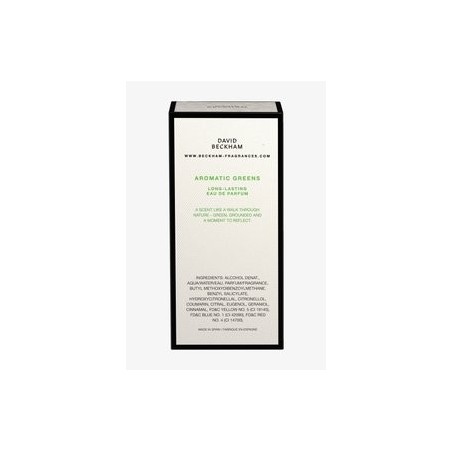 DAVID
BECKHAM
WWW.BECKHAM-FRAGRANCES.COM
AROMATIC GREENS
LONG-LASTING
EAU DE PARFUM
A SCENT LIKE A WALK THROUGH
NATURE – GREEN, GROUNDED AND
A MOMENT TO REFLECT.
INGREDIENTS: ALCOHOL DENAT.,
AQUA/WATER/EAU, PARFUM/FRAGRANCE,
BUTYL METHOXYDIBENZOYLMETHANE,
BENZYL SALICYLATE,
HYDROXYCITRONELLAL, CITRONELLOL,
COUMARIN, CITRAL, EUGENOL, GERANIOL,
CINNAMAL, FD&C YELLOW NO. 5 (CI 19140),
FD&C BLUE NO. 1 (CI 42090), FD&C RED
NO. 4 (CI 14700).
MADE IN SPAIN